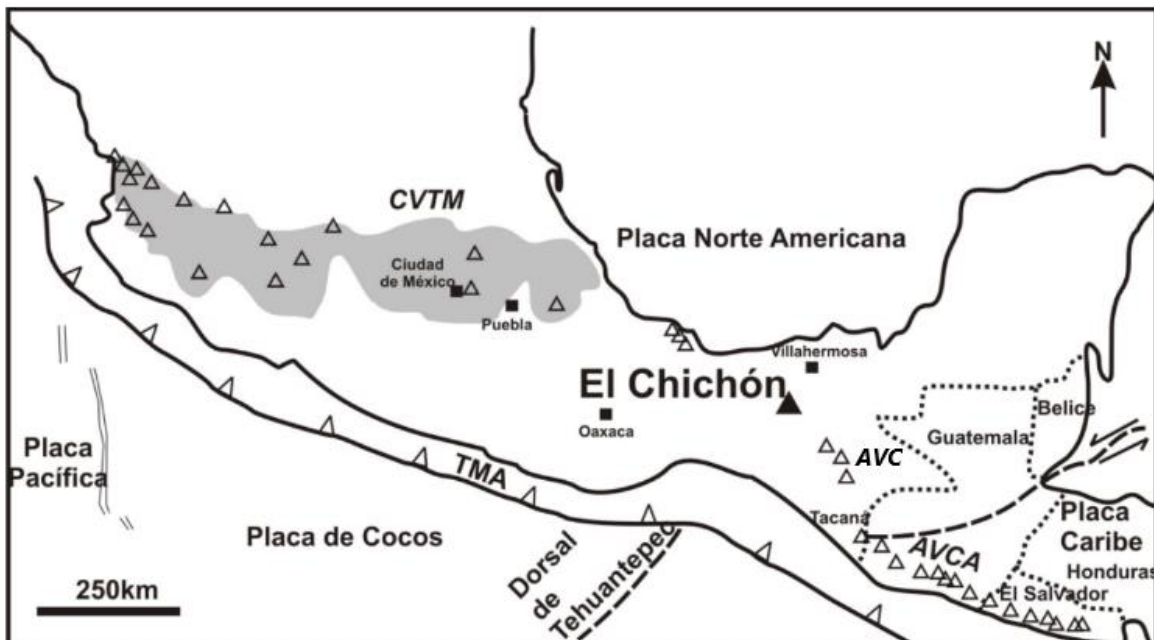 N
CVTM
Placa Norte Americana
Ciudad
de México
Puebla
Villahermosa
El Chichón
Oaxaca
Belice
Guatemala
AVC
Placa
Pacífica
TMA
Tacaná
Placa
Caribe
AVCA
Honduras
Placa de Cocos
El Salvador
Dorsal
de
Tehuantepec
250km